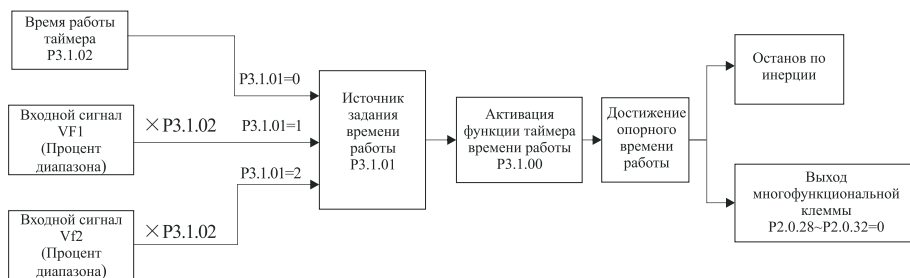 Время работы
таймера
P3.1.02
P3.1.01=0
Входной сигнал
VF1
(Процент
диапазона)
×P3.1.02
P3.1.01=1
Входной сигнал
Vf2
(Процент
диапазона)
×P3.1.02
P3.1.01=2
Источник
задания
времени
работы
P3.1.01
Активация
функции таймера
времени работы
P3.1.00
Достижение
опорного
времени
работы
Останов по
инерции
Выход
многофункциональной
клеммы
P2.0.28~P2.0.32=0